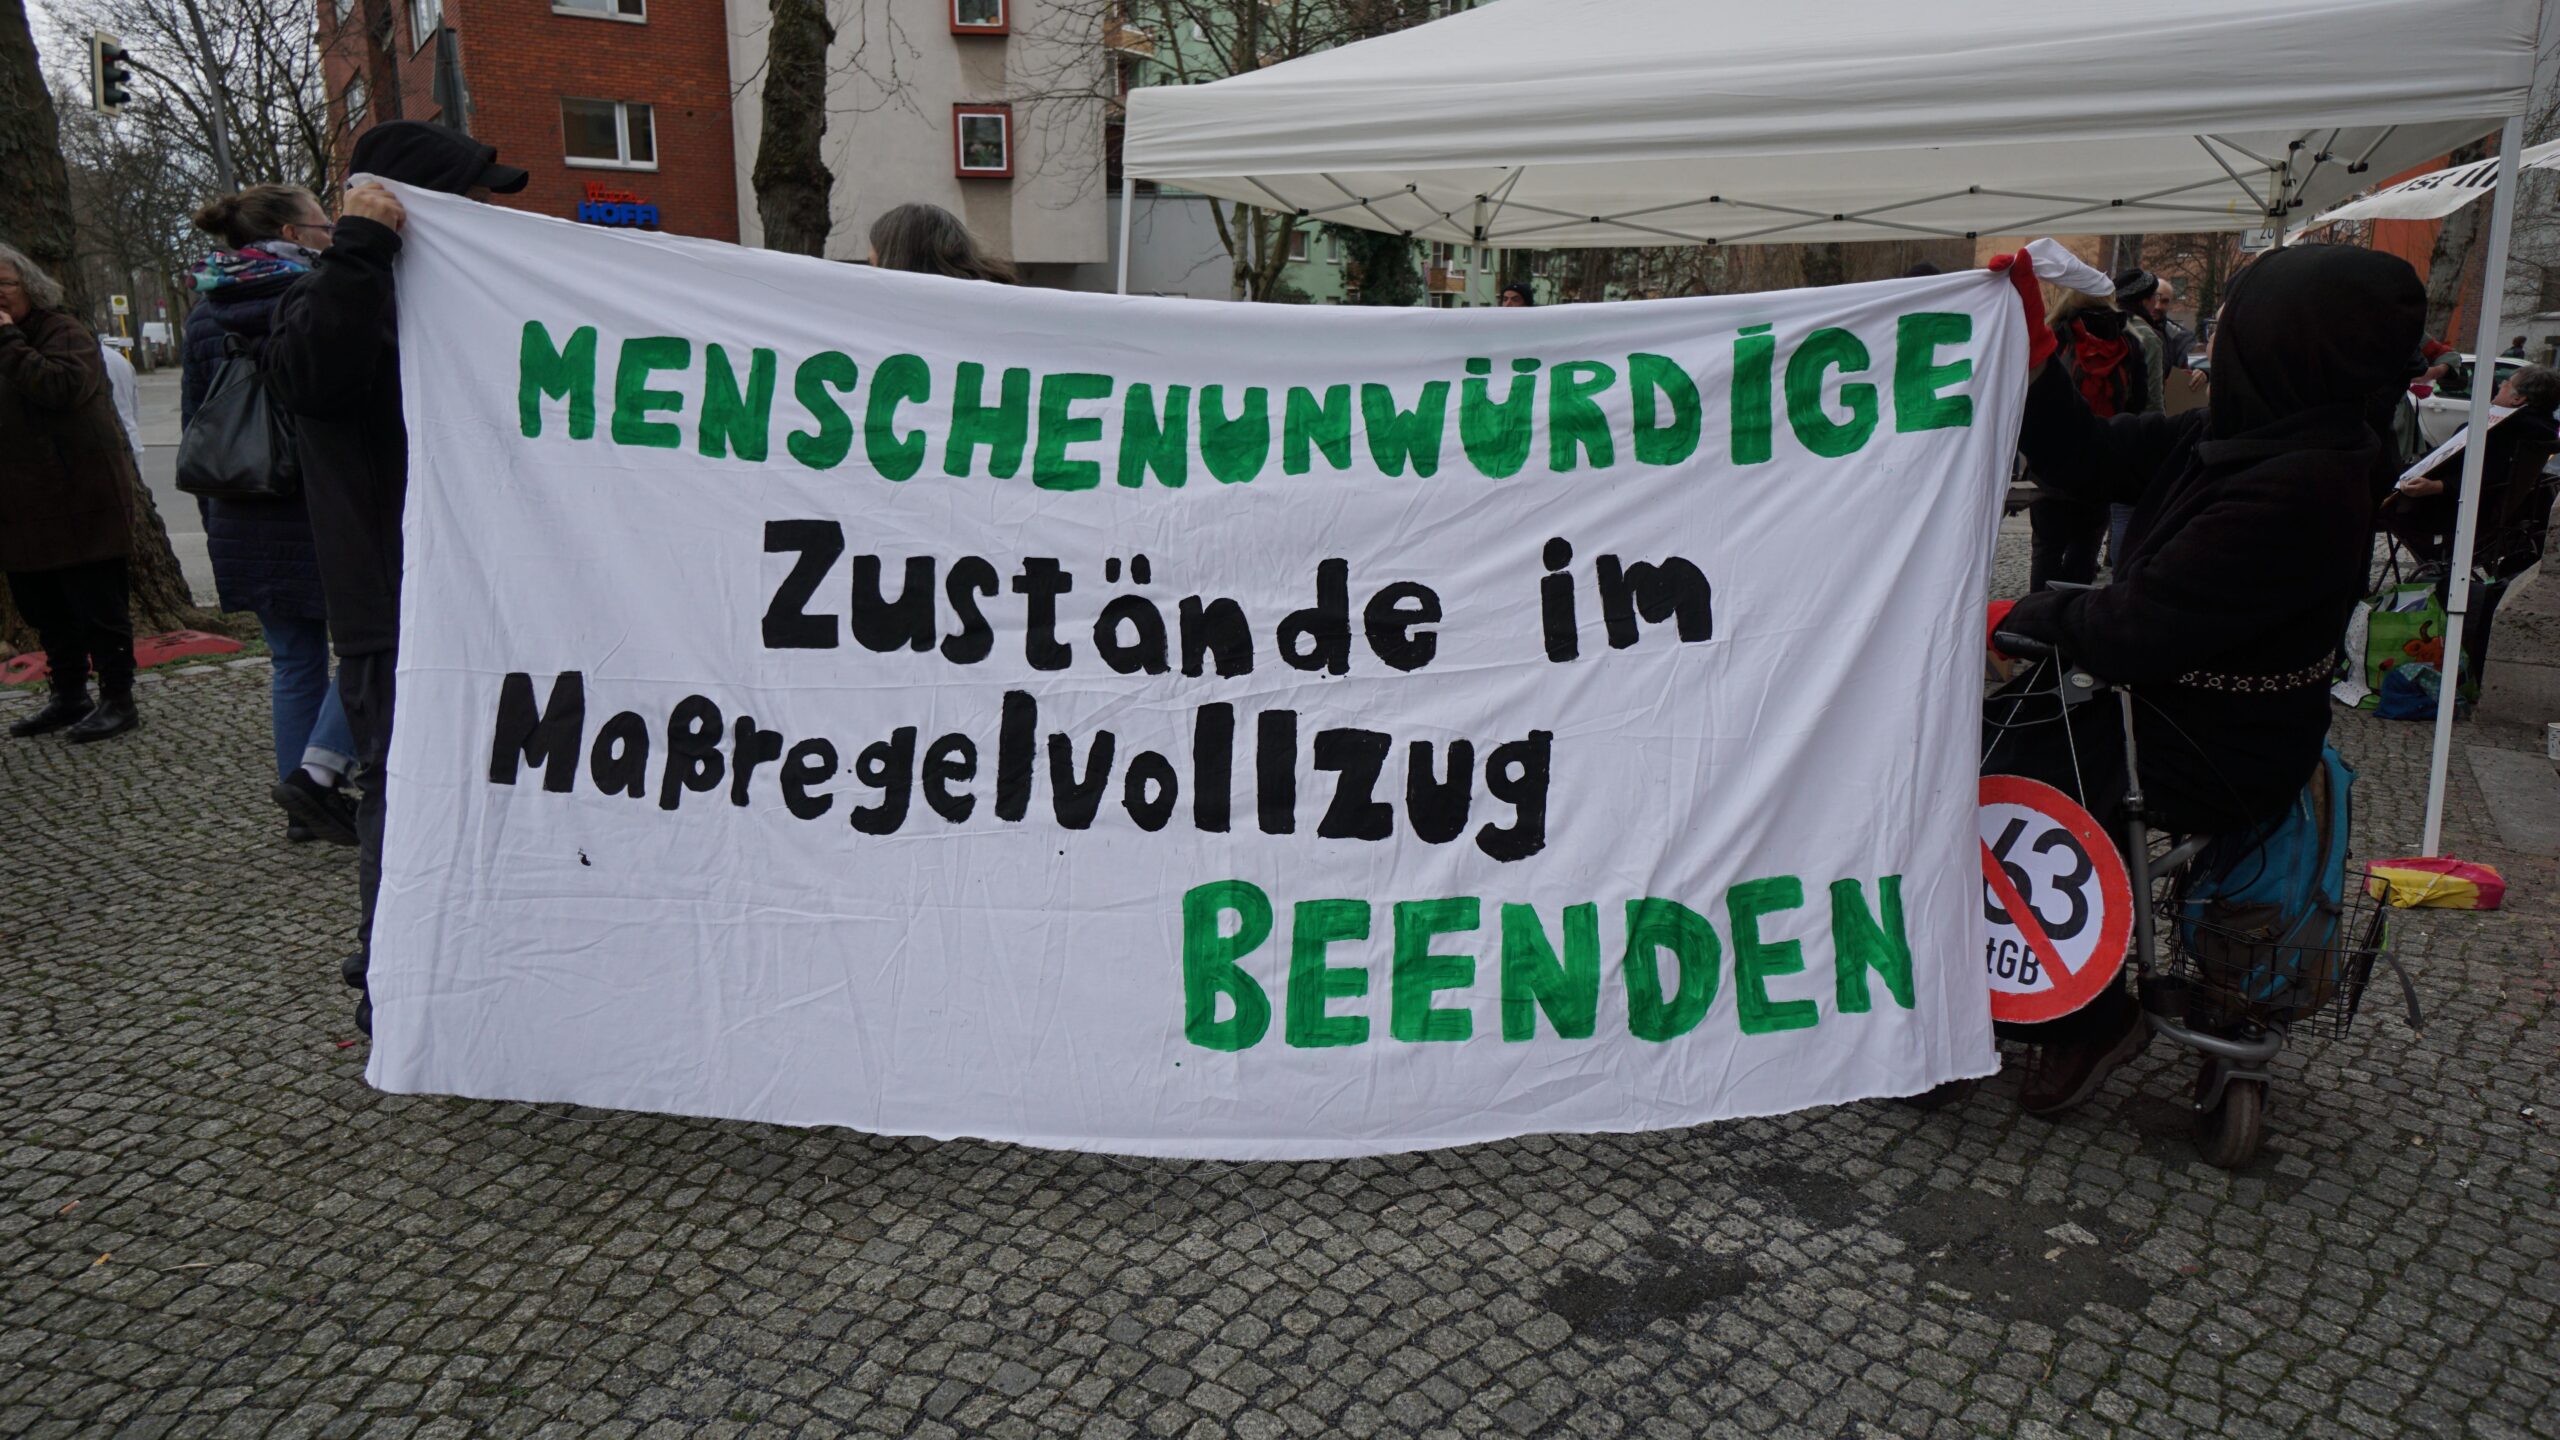 MENSCHENUNWÜRDIGE
Zustände im
Maßregelvollzug
BEENDEN
63
tGB
HOFFI